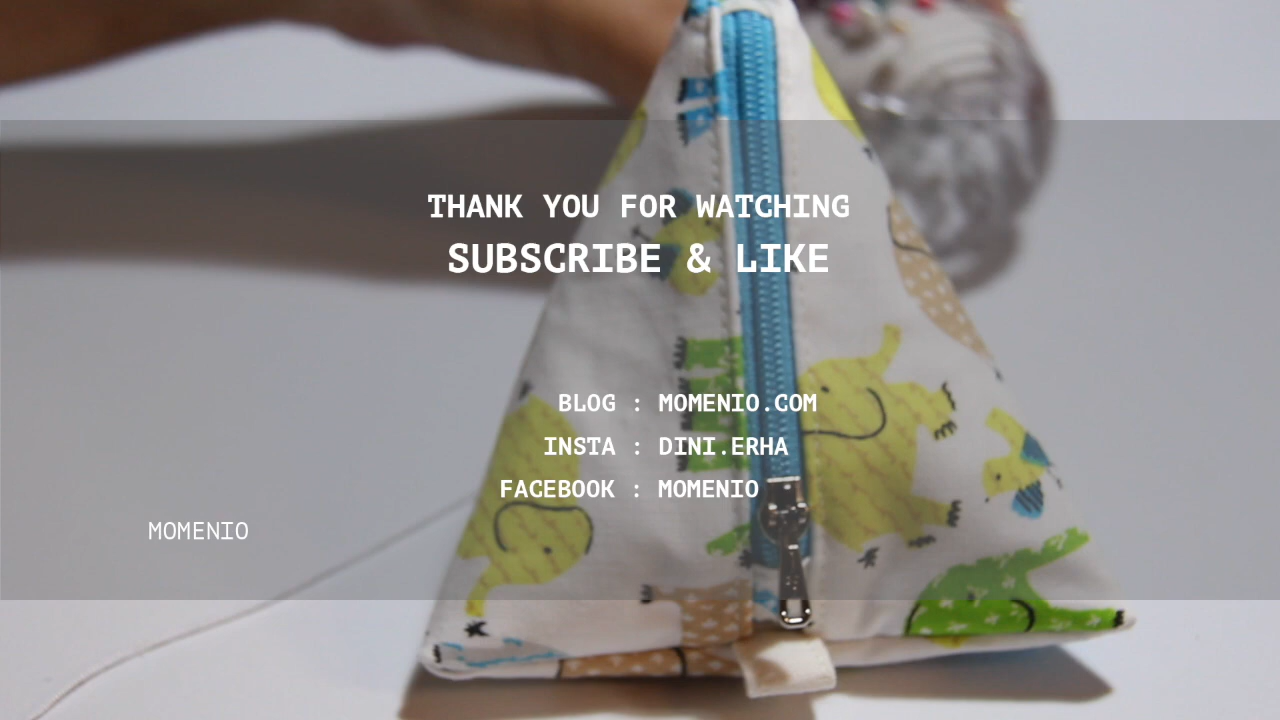 THANK YOU FOR WATCHING
SUBSCRIBE & LIKE
BLOG : MOMENIO.COM
INSTA : DINI.ERHA
FACEBOOK : MOMENIO
MOMENIO